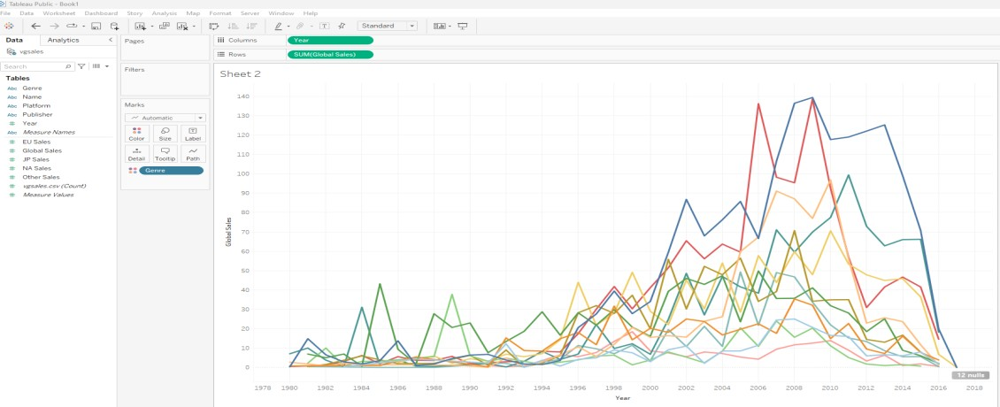 Tableau Public - Book1
File Data Worksheet Dashboard Story Analysis Map Format Server Window Help
Standard
Data Analytics
vgsales
Search
Tables
Abc Genre
Abc Name
Abc Platform
Abc Publisher
# Year
Abc Measure Names
# EU Sales
# Global Sales
# JP Sales
# NA Sales
# Other Sales
# vgsales.csv (Count)
# Measure Values
Pages
Filters
Marks
Automatic
Color Size Label
Detail Tooltip Path
Genre
Columns Year
Rows SUM(Global Sales)
Sheet 2
Global Sales
140
130
120
110
100
90
80
70
60
50
40
30
20
10
0
12 nulls
1978 1980 1982 1984 1986 1988 1990 1992 1994 1996 1998 2000 2002 2004 2006 2008 2010 2012 2014 2016 2018
Year